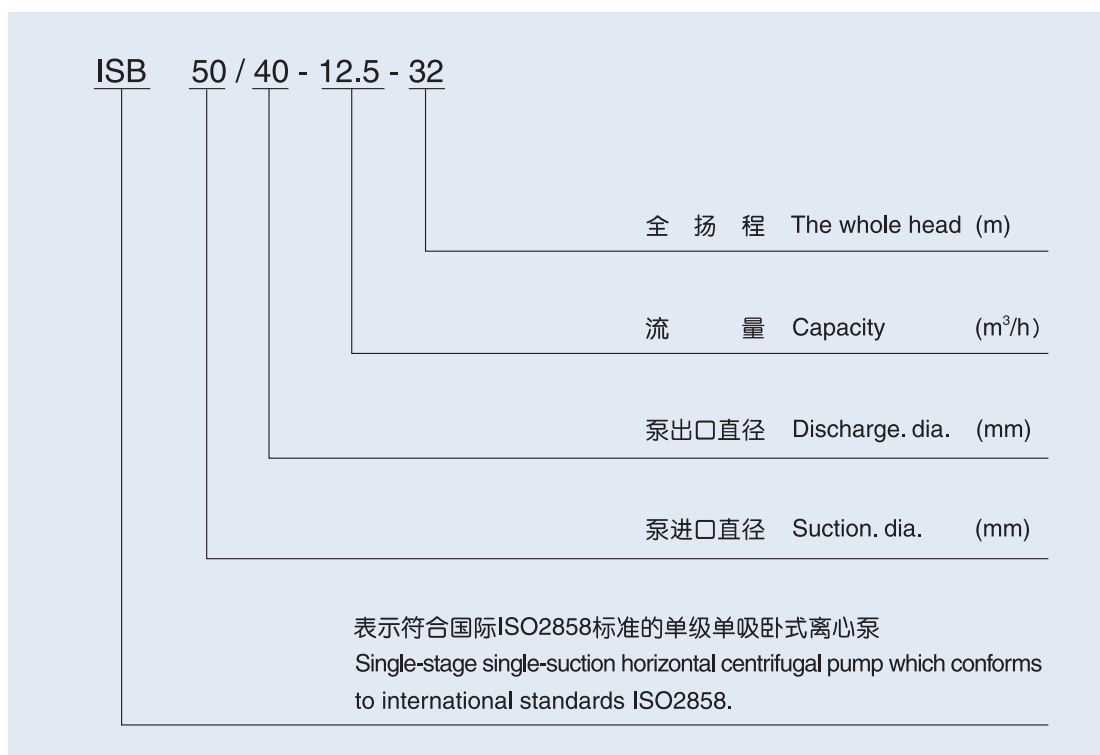 ISB 50 / 40 - 12.5 - 32
全 扬 程 The whole head (m)
流 量 Capacity (m³/h)
泵出口直径 Discharge. dia. (mm)
泵进口直径 Suction. dia. (mm)
表示符合国际ISO2858标准的单级单吸卧式离心泵
Single-stage single-suction horizontal centrifugal pump which conforms
to international standards ISO2858.